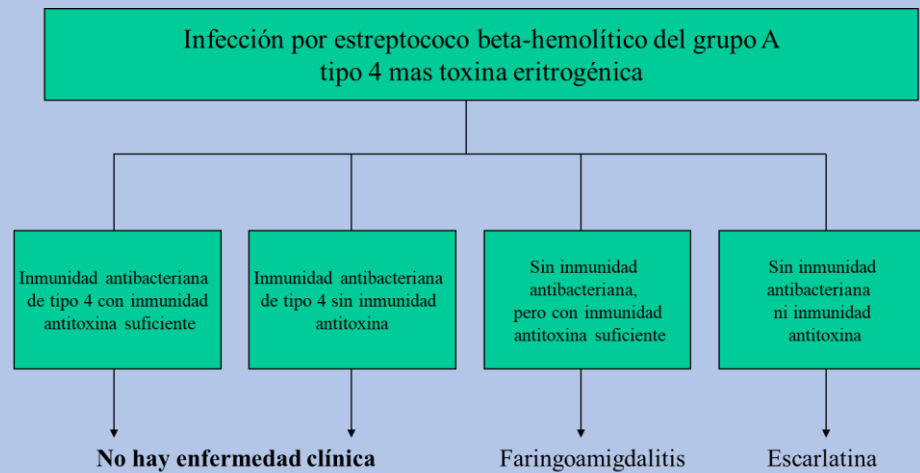 Infección por estreptococo beta-hemolítico del grupo A
tipo 4 mas toxina eritrogénica
Inmunidad antibacteriana
de tipo 4 con inmunidad
antitoxina suficiente
Inmunidad antibacteriana
de tipo 4 sin inmunidad
antitoxina
Sin inmunidad
antibacteriana,
pero con inmunidad
antitoxina suficiente
Sin inmunidad
antibacteriana
ni inmunidad
antitoxina
No hay enfermedad clínica
Faringoamigdalitis
Escarlatina